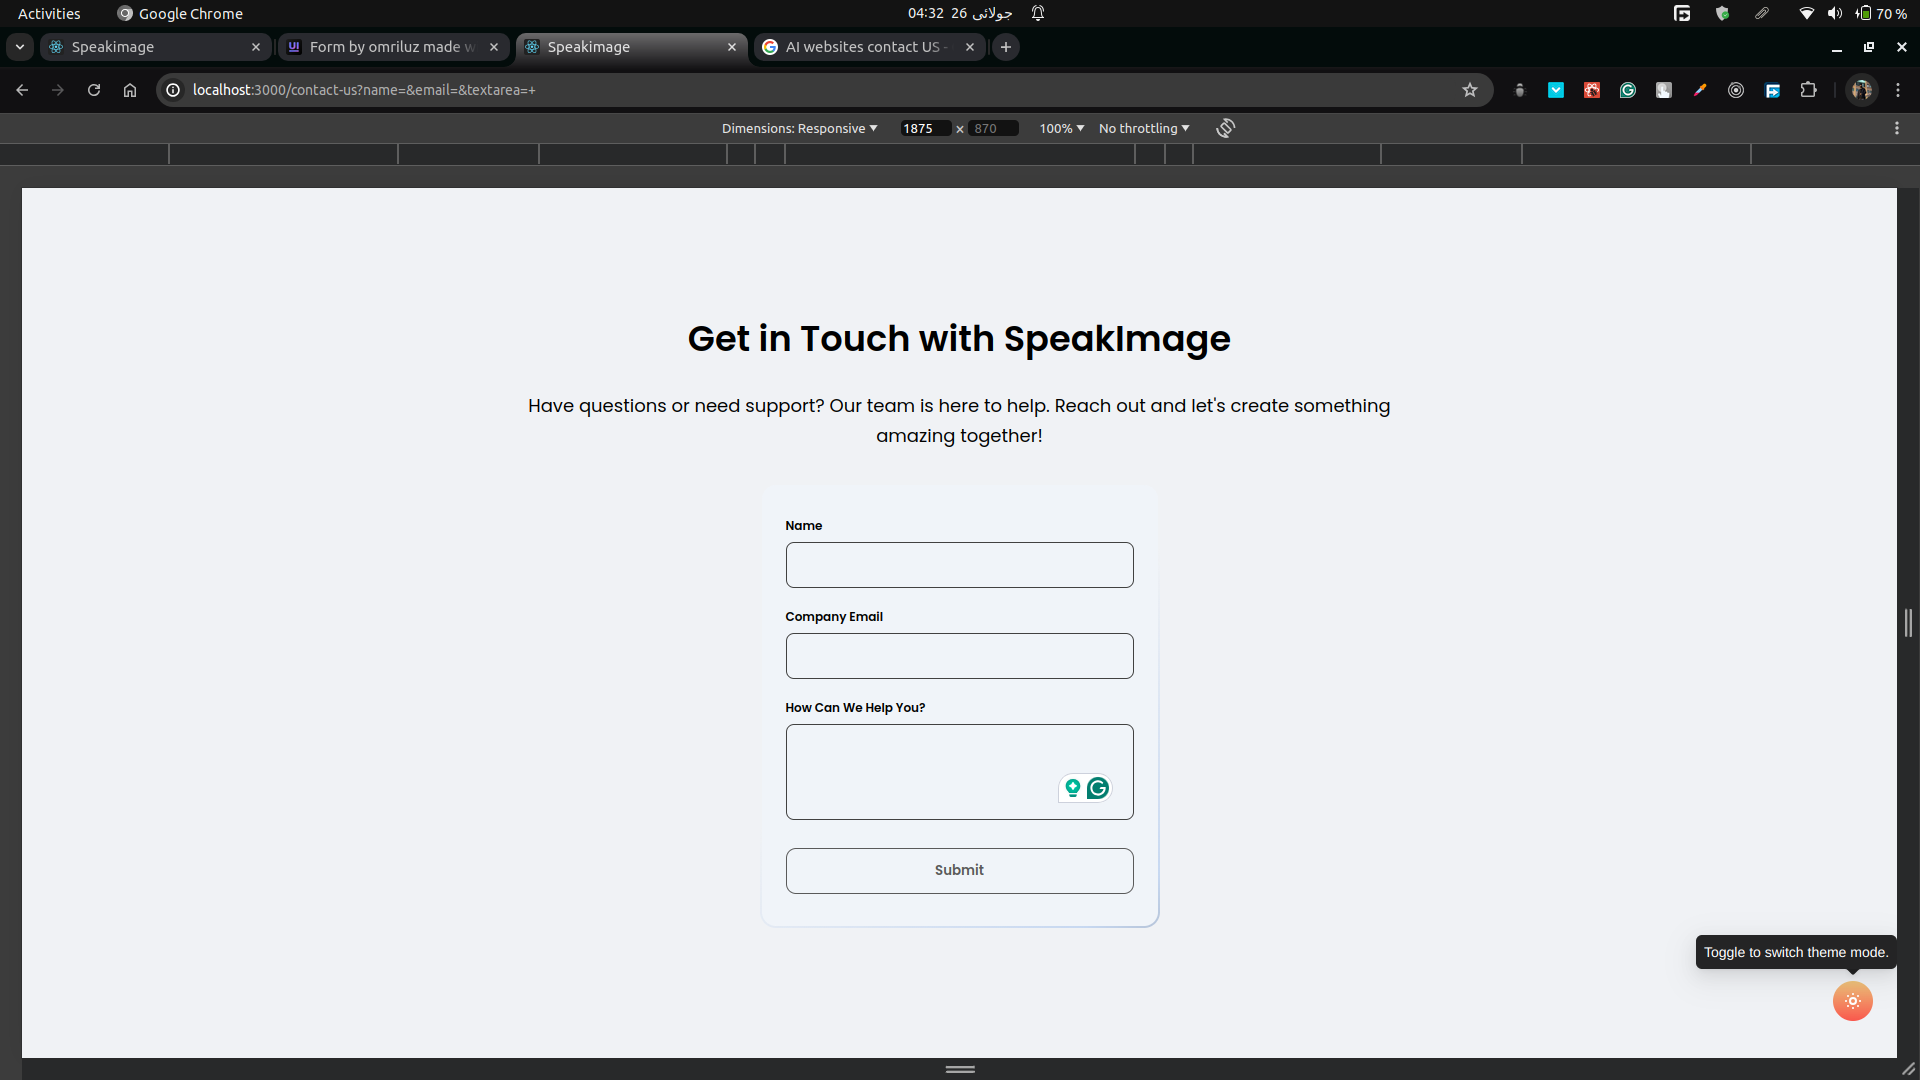 Activities
Google Chrome
04:32 26 جولائی
70 %
Speakimage
Form by omriluz made w
Speakimage
AI websites contact US -
localhost:3000/contact-us?name=&email=&textarea=+
Dimensions: Responsive
1875 × 870
100%
No throttling
Get in Touch with SpeakImage
Have questions or need support? Our team is here to help. Reach out and let's create something
amazing together!
Name
Company Email
How Can We Help You?
Submit
Toggle to switch theme mode.